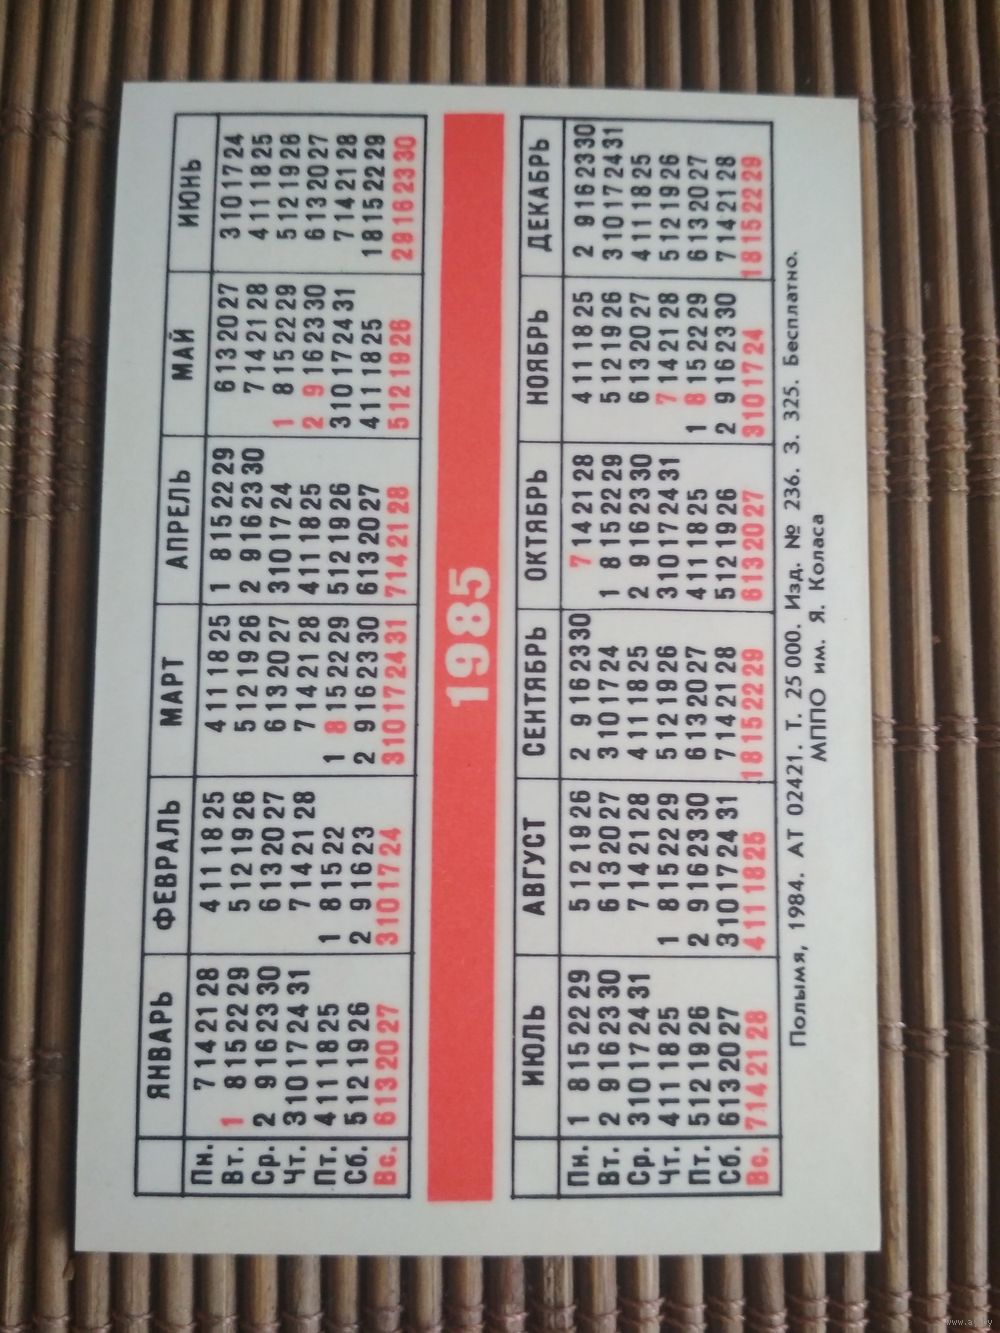 ЯНВАРЬ ФЕВРАЛЬ МАРТ АПРЕЛЬ МАЙ ИЮНЬ
Пн. 7 14 21 28 4 11 18 25 4 11 18 25 1 8 15 22 29 6 13 20 27 3 10 17 24
Вт. 1 8 15 22 29 5 12 19 26 5 12 19 26 2 9 16 23 30 7 14 21 28 4 11 18 25
Ср. 2 9 16 23 30 6 13 20 27 6 13 20 27 3 10 17 24 1 8 15 22 29 5 12 19 26
Чт. 3 10 17 24 31 7 14 21 28 7 14 21 28 4 11 18 25 2 9 16 23 30 6 13 20 27
Пт. 4 11 18 25 1 8 15 22 1 8 15 22 29 5 12 19 26 3 10 17 24 31 7 14 21 28
Сб. 5 12 19 26 2 9 16 23 2 9 16 23 30 6 13 20 27 4 11 18 25 1 8 15 22 29
Вс. 6 13 20 27 3 10 17 24 3 10 17 24 31 7 14 21 28 5 12 19 26 2 9 16 23 30
1985
ИЮЛЬ АВГУСТ СЕНТЯБРЬ ОКТЯБРЬ НОЯБРЬ ДЕКАБРЬ
Пн. 1 8 15 22 29 5 12 19 26 2 9 16 23 30 7 14 21 28 4 11 18 25 2 9 16 23 30
Вт. 2 9 16 23 30 6 13 20 27 3 10 17 24 1 8 15 22 29 5 12 19 26 3 10 17 24 31
Ср. 3 10 17 24 31 7 14 21 28 4 11 18 25 2 9 16 23 30 6 13 20 27 4 11 18 25
Чт. 4 11 18 25 1 8 15 22 29 5 12 19 26 3 10 17 24 31 7 14 21 28 5 12 19 26
Пт. 5 12 19 26 2 9 16 23 30 6 13 20 27 4 11 18 25 1 8 15 22 29 6 13 20 27
Сб. 6 13 20 27 3 10 17 24 31 7 14 21 28 5 12 19 26 2 9 16 23 30 7 14 21 28
Вс. 7 14 21 28 4 11 18 25 1 8 15 22 29 6 13 20 27 3 10 17 24 1 8 15 22 29
Полымя, 1984. АТ 02421. Т. 25 000. Изд. № 236. З. 325. Бесплатно.
МППО им. Я. Коласа